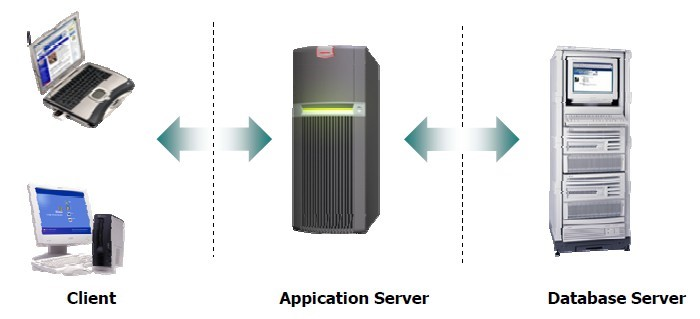 Client
Appication Server
Database Server